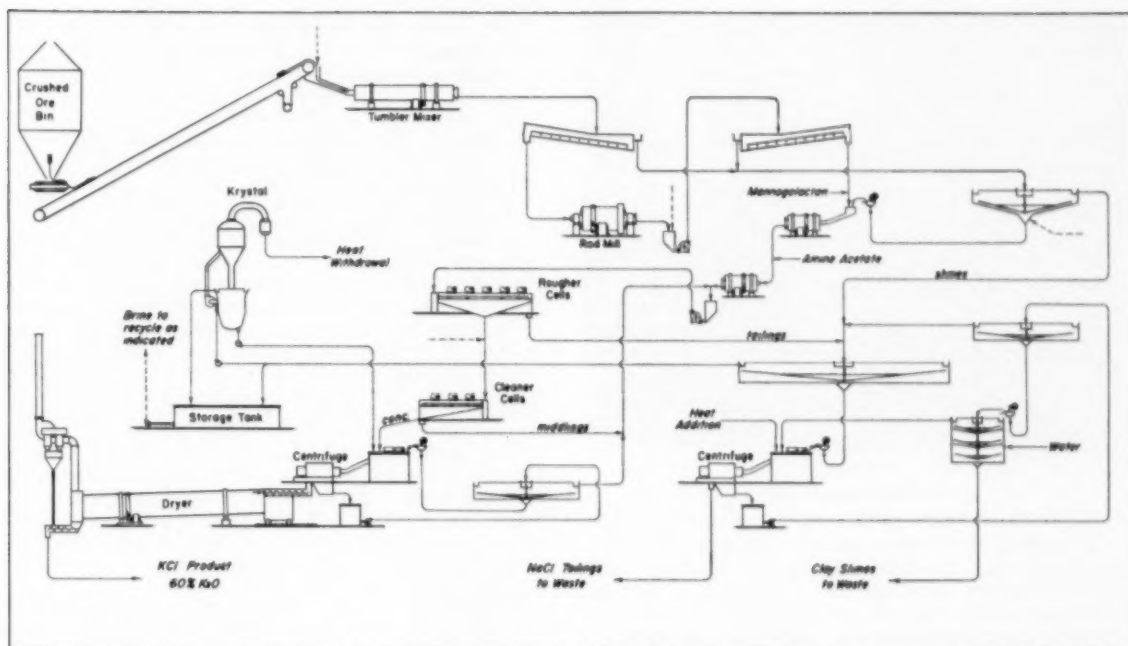 Crushed
Ore
Bin
Tumbler Mixer
Krystal
Heat
Withdrawal
Rod Mill
Mannogalactan
Amine Acetate
slimes
Rougher
Cells
tailings
Brine to
recycle as
indicated
Storage Tank
Cleaner
Cells
conc.
middlings
Heat
Addition
Water
Centrifuge
Centrifuge
Dryer
KCl Product
60% K₂O
NaCl Tailings
to Waste
Clay Slimes
to Waste